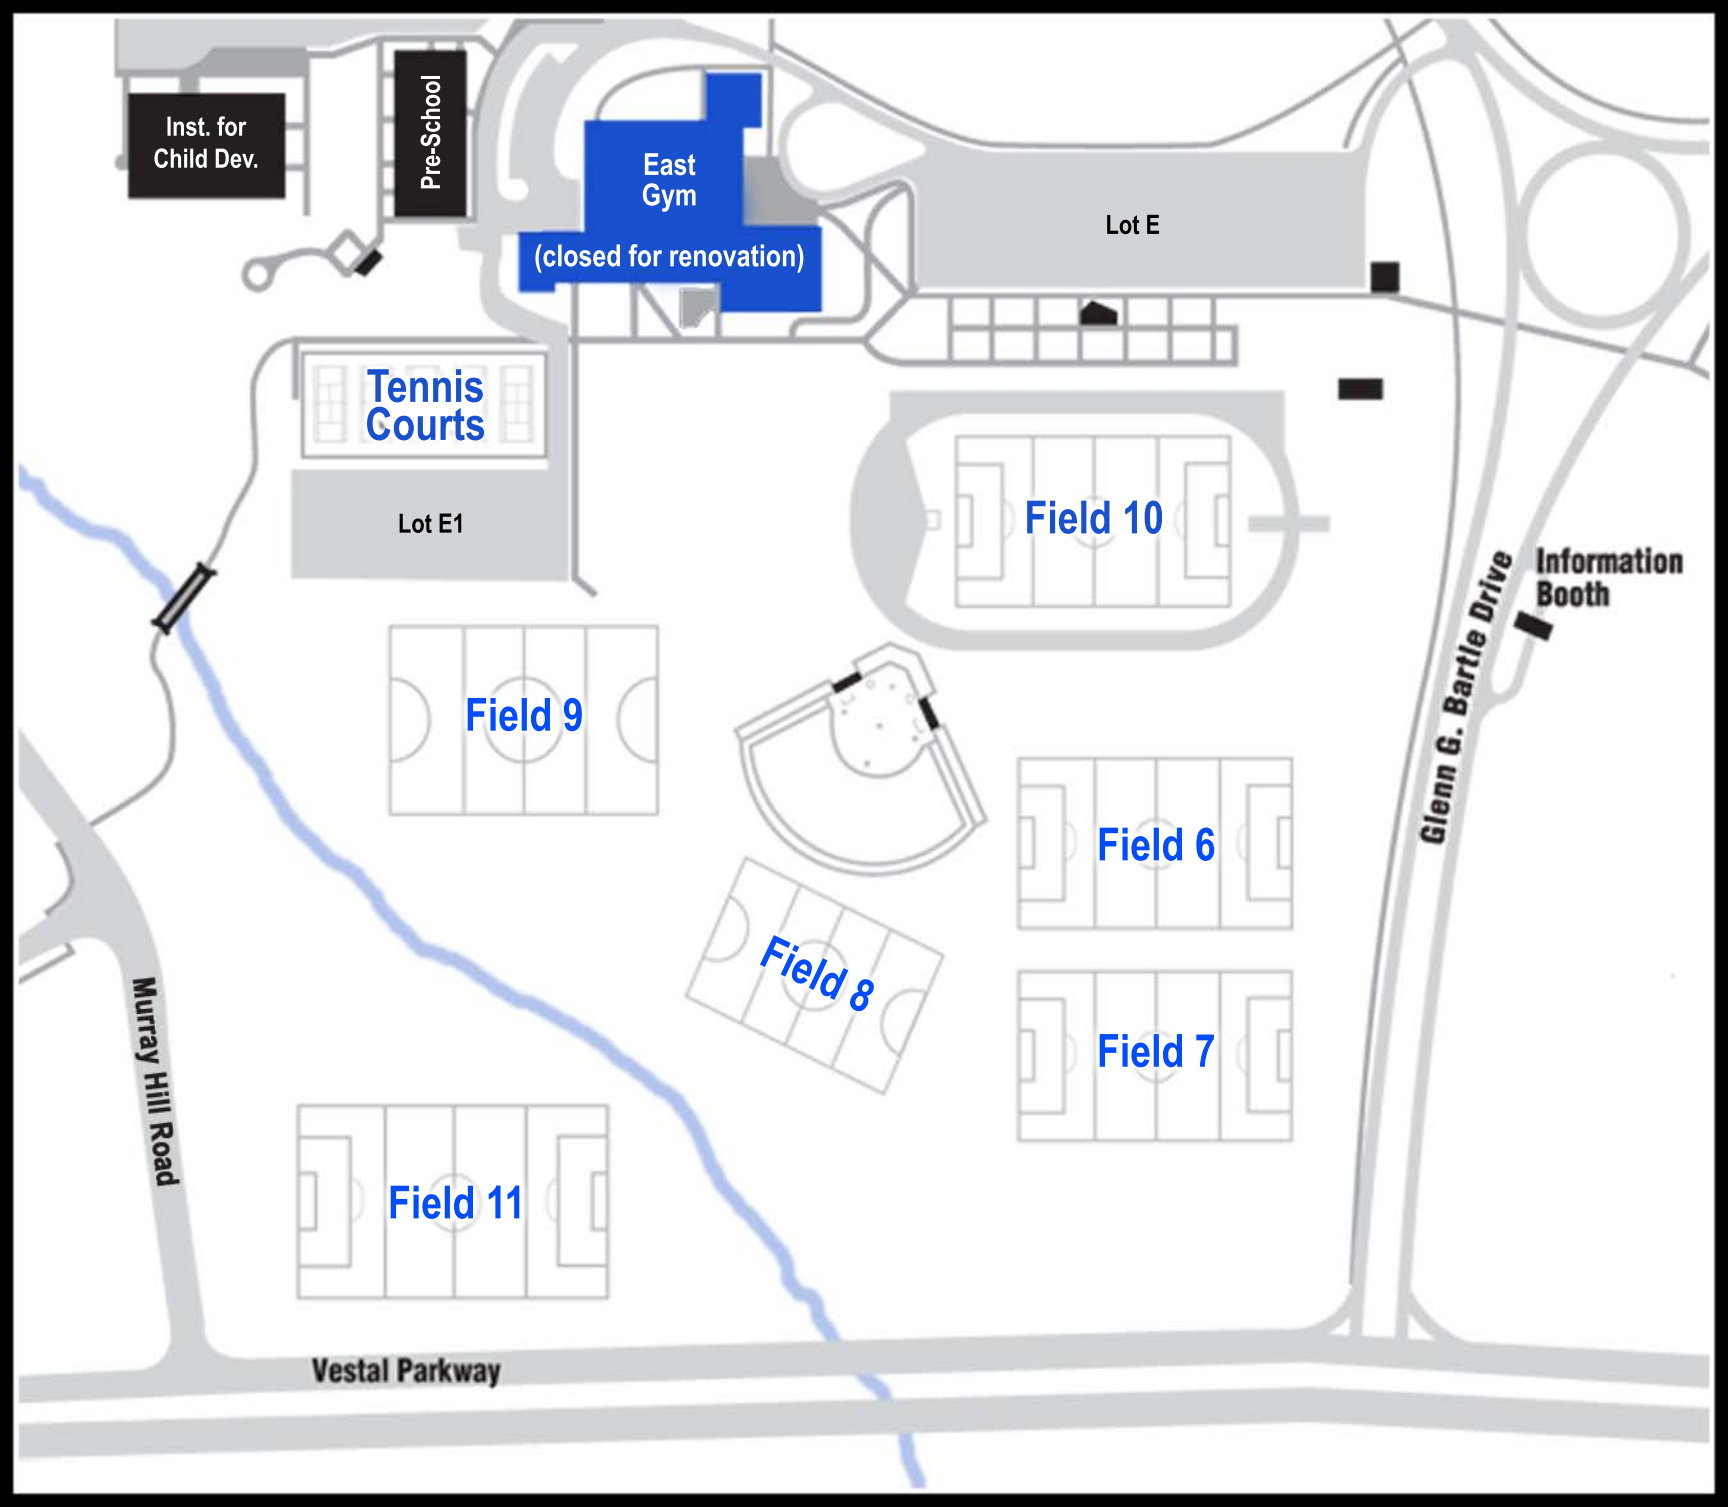 Inst. for
Child Dev.
Pre-School
East
Gym
(closed for renovation)
Lot E
Tennis
Courts
Lot E1
Field 10
Information
Booth
Glenn G. Bartle Drive
Field 9
Field 6
Field 8
Field 7
Murray Hill Road
Field 11
Vestal Parkway